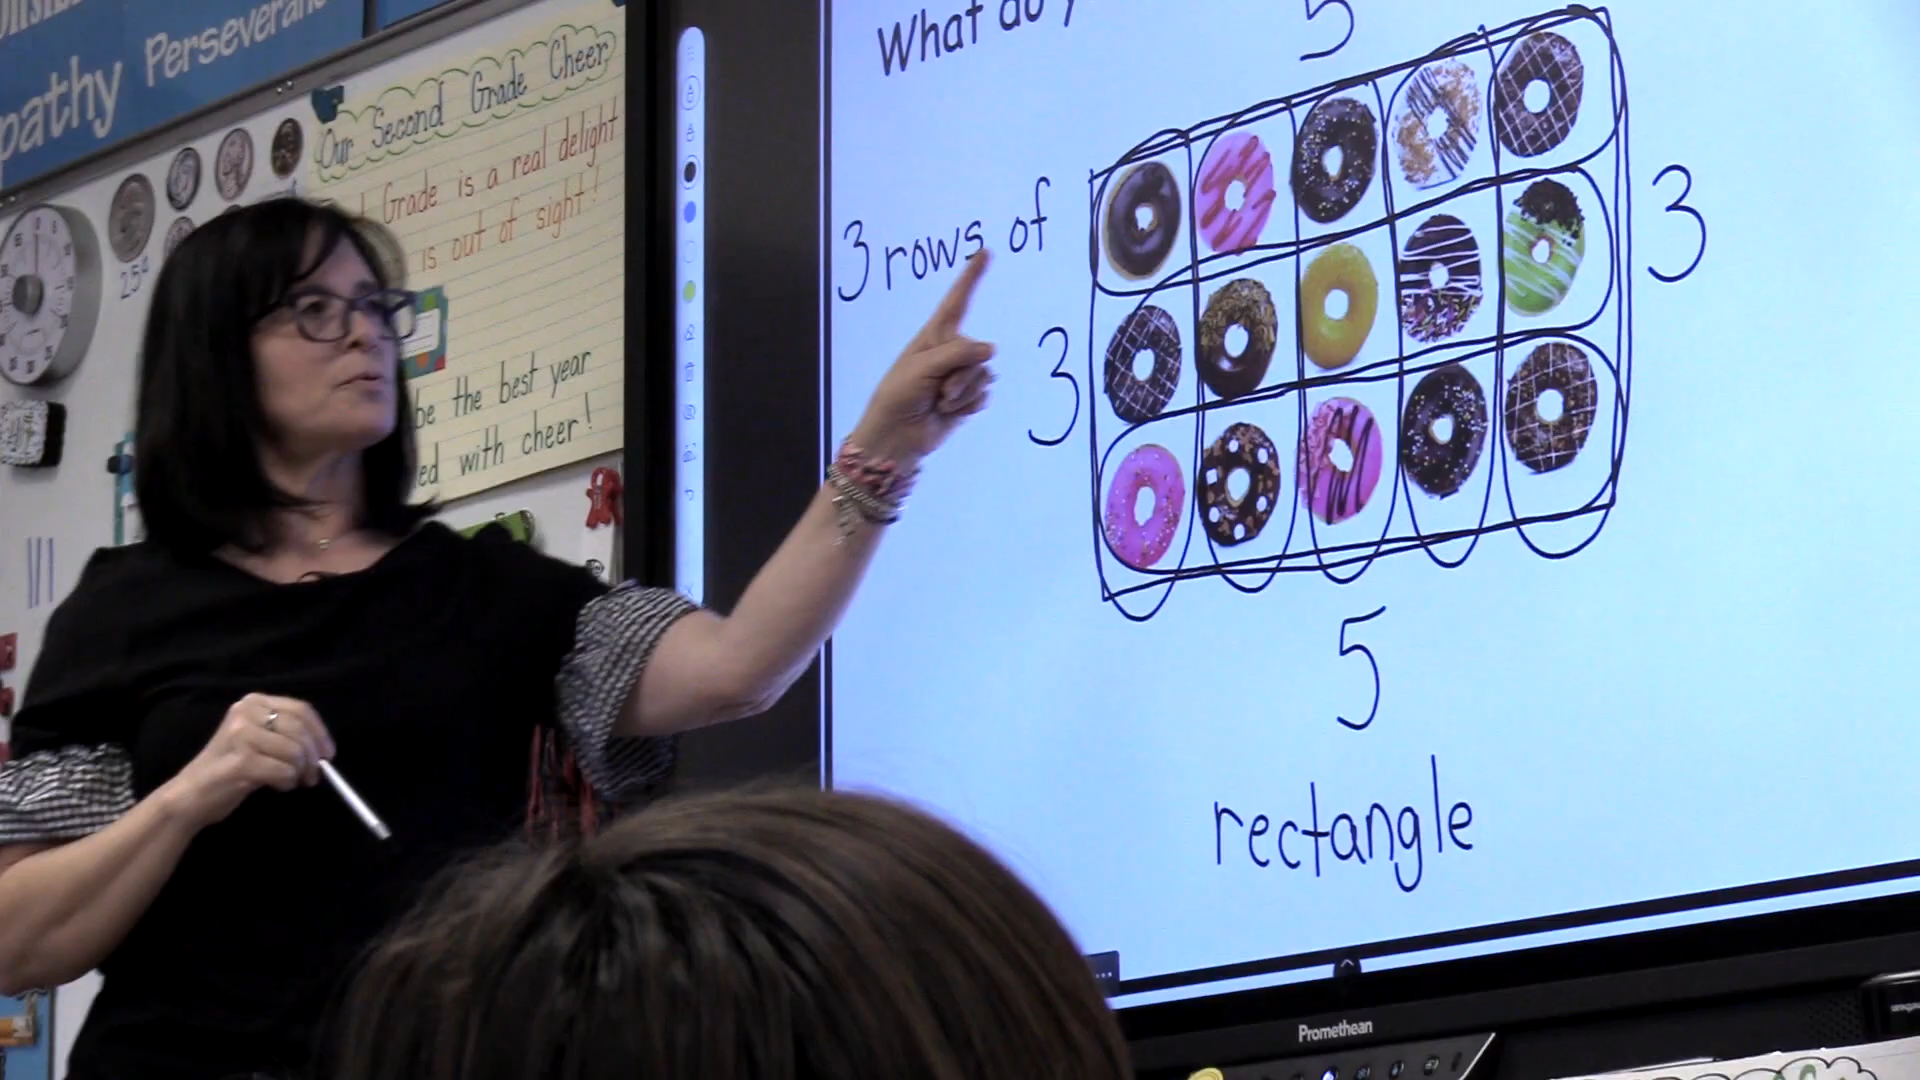 pathy Perseveran
Our Second Grade Cheer
Grade is a real delight
is out of sight!
be the best year
ed with cheer!
25¢
What do y
5
3 rows of
3
3
5
rectangle
Promethean